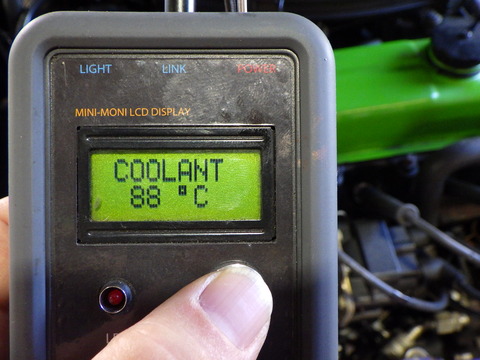 LIGHT LINK POWER
MINI-MONI LCD DISPLAY
COOLANT
88 °C